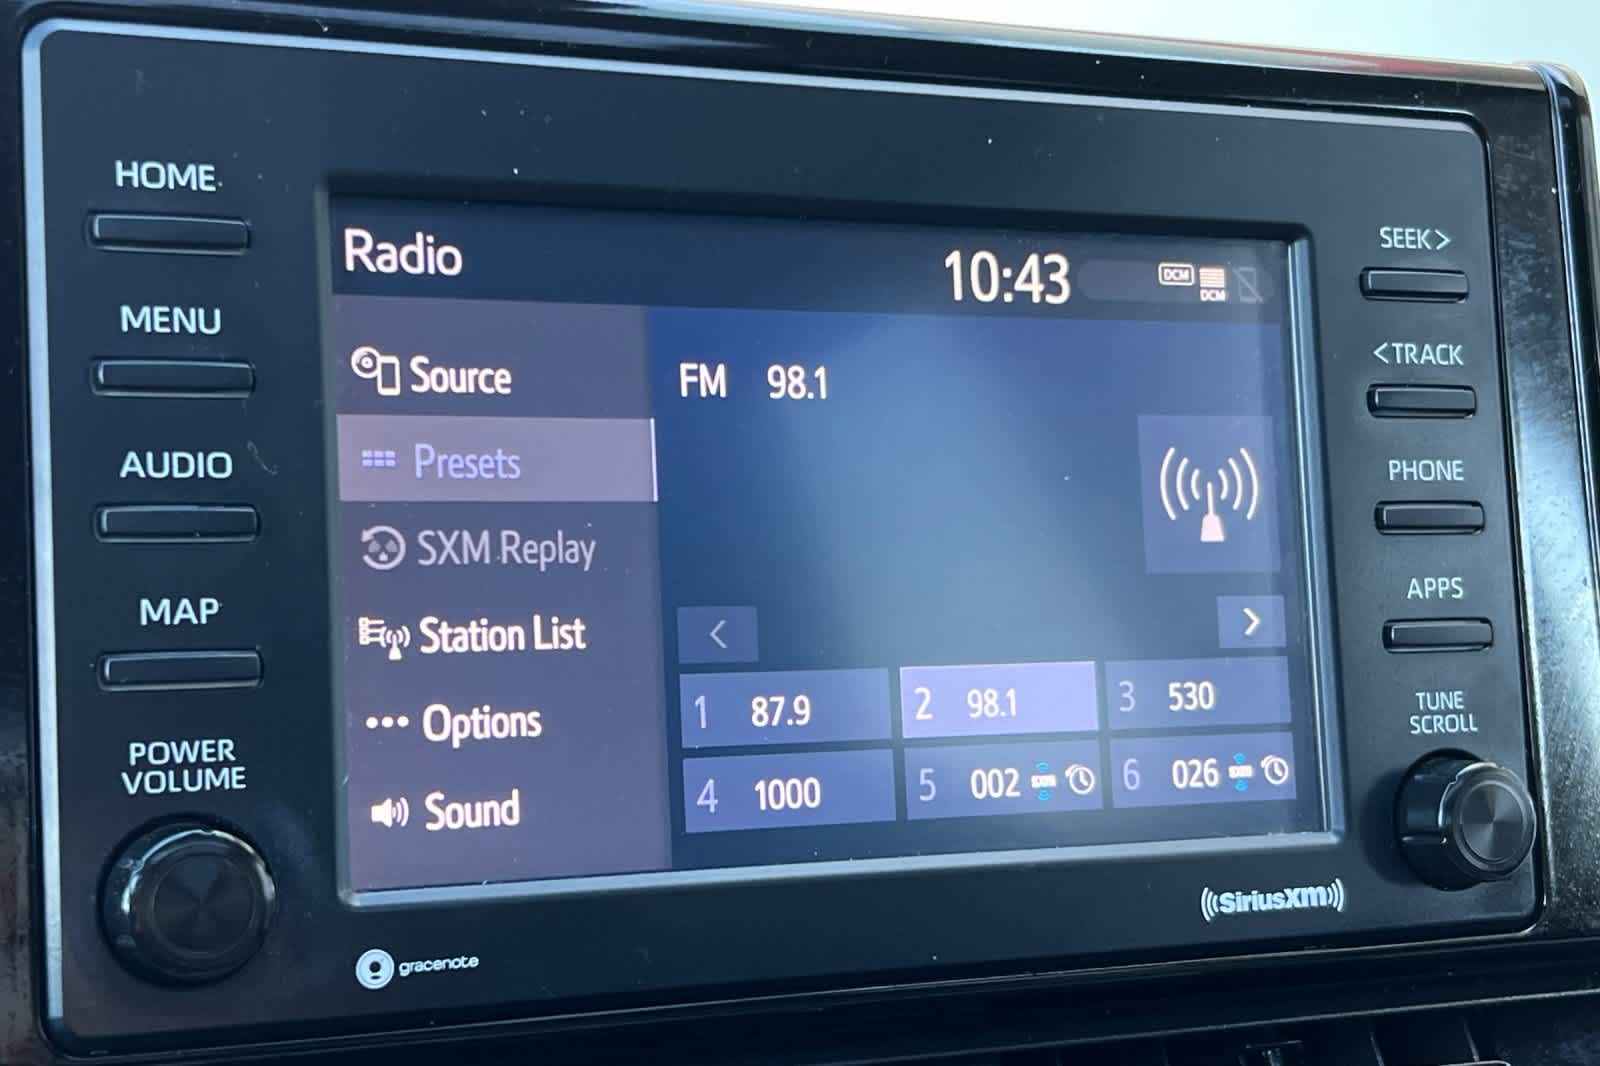 HOME
MENU
AUDIO
MAP
POWER
VOLUME
Radio
10:43
DCM
DCM
Source
Presets
SXM Replay
Station List
Options
Sound
FM 98.1
<
>
1 87.9
2 98.1
3 530
4 1000
5 002 SXM
6 026 SXM
SEEK>
<TRACK
PHONE
APPS
TUNE
SCROLL
gracenote
((SiriusXM))